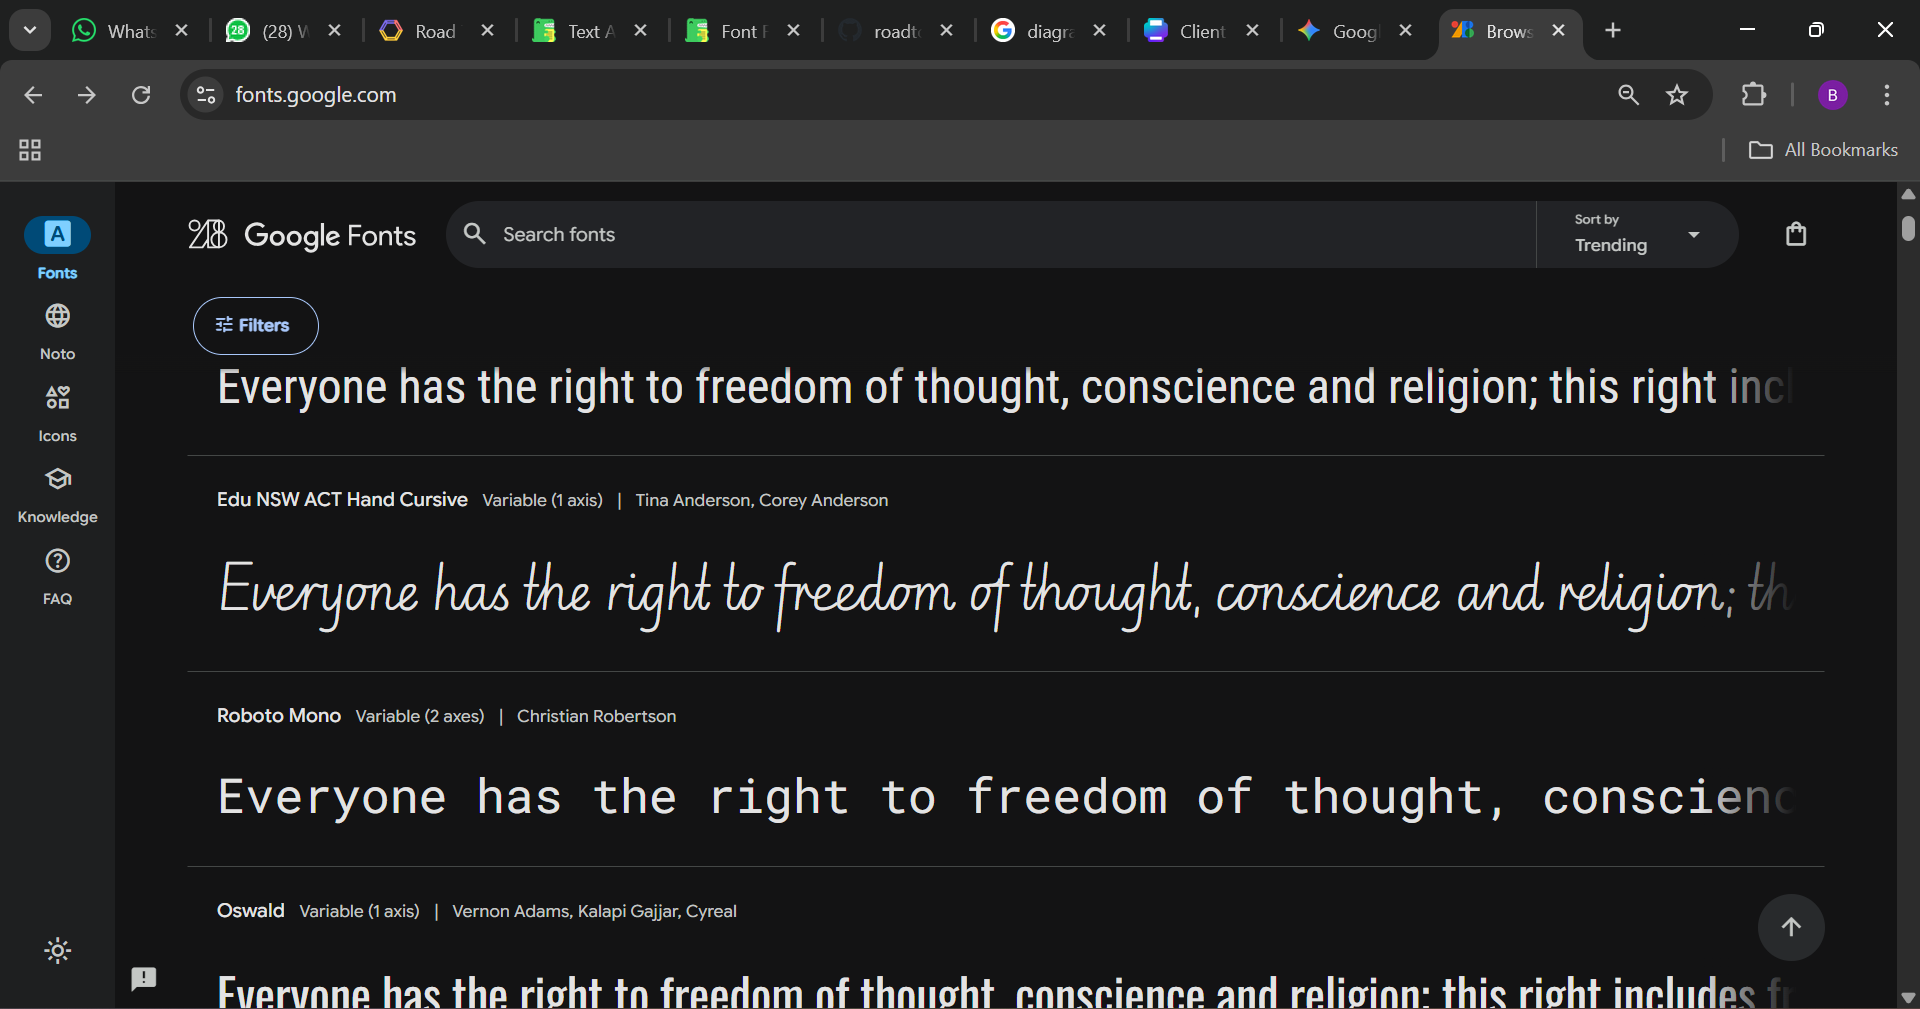 Whats
(28) W
Road
Text A
Font F
roadt
diagra
Client
Googl
Brows
fonts.google.com
B
All Bookmarks
A
Fonts
Noto
Icons
Knowledge
FAQ
Google Fonts
Search fonts
Sort by
Trending
Filters
Everyone has the right to freedom of thought, conscience and religion; this right incl
Edu NSW ACT Hand Cursive Variable (1 axis) | Tina Anderson, Corey Anderson
Everyone has the right to freedom of thought, conscience and religion; th
Roboto Mono Variable (2 axes) | Christian Robertson
Everyone has the right to freedom of thought, conscienc
Oswald Variable (1 axis) | Vernon Adams, Kalapi Gajjar, Cyreal
Everyone has the right to freedom of thought, conscience and religion; this right includes fr